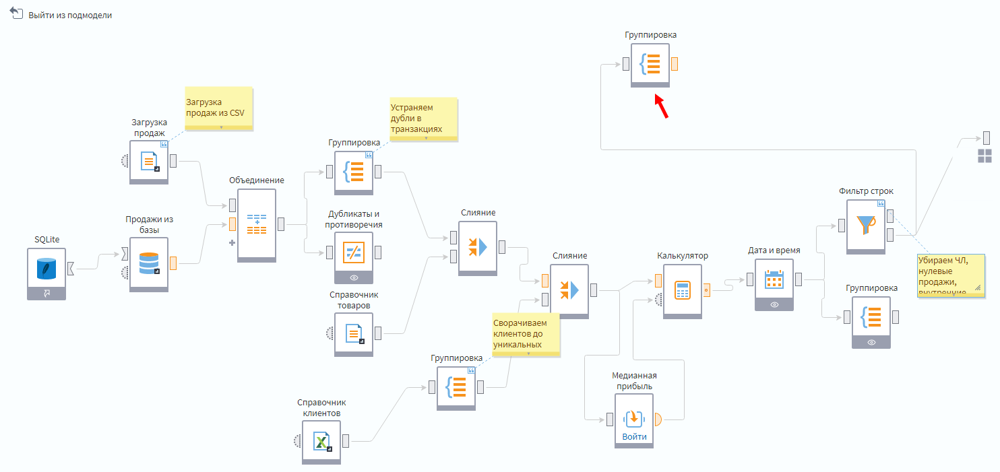 Выйти из подмодели
Группировка
Загрузка
продаж из CSV
Устраняем
дубли в
транзакциях
Загрузка
продаж
Группировка
Объединение
Фильтр строк
Продажи из
базы
Дубликаты и
противоречия
Слияние
SQLite
Слияние
Калькулятор
Дата и время
Убираем ЧЛ,
нулевые
продажи,
внутренние
Справочник
товаров
Группировка
Сворачиваем
клиентов до
уникальных
Группировка
Медианная
прибыль
Войти
Справочник
клиентов